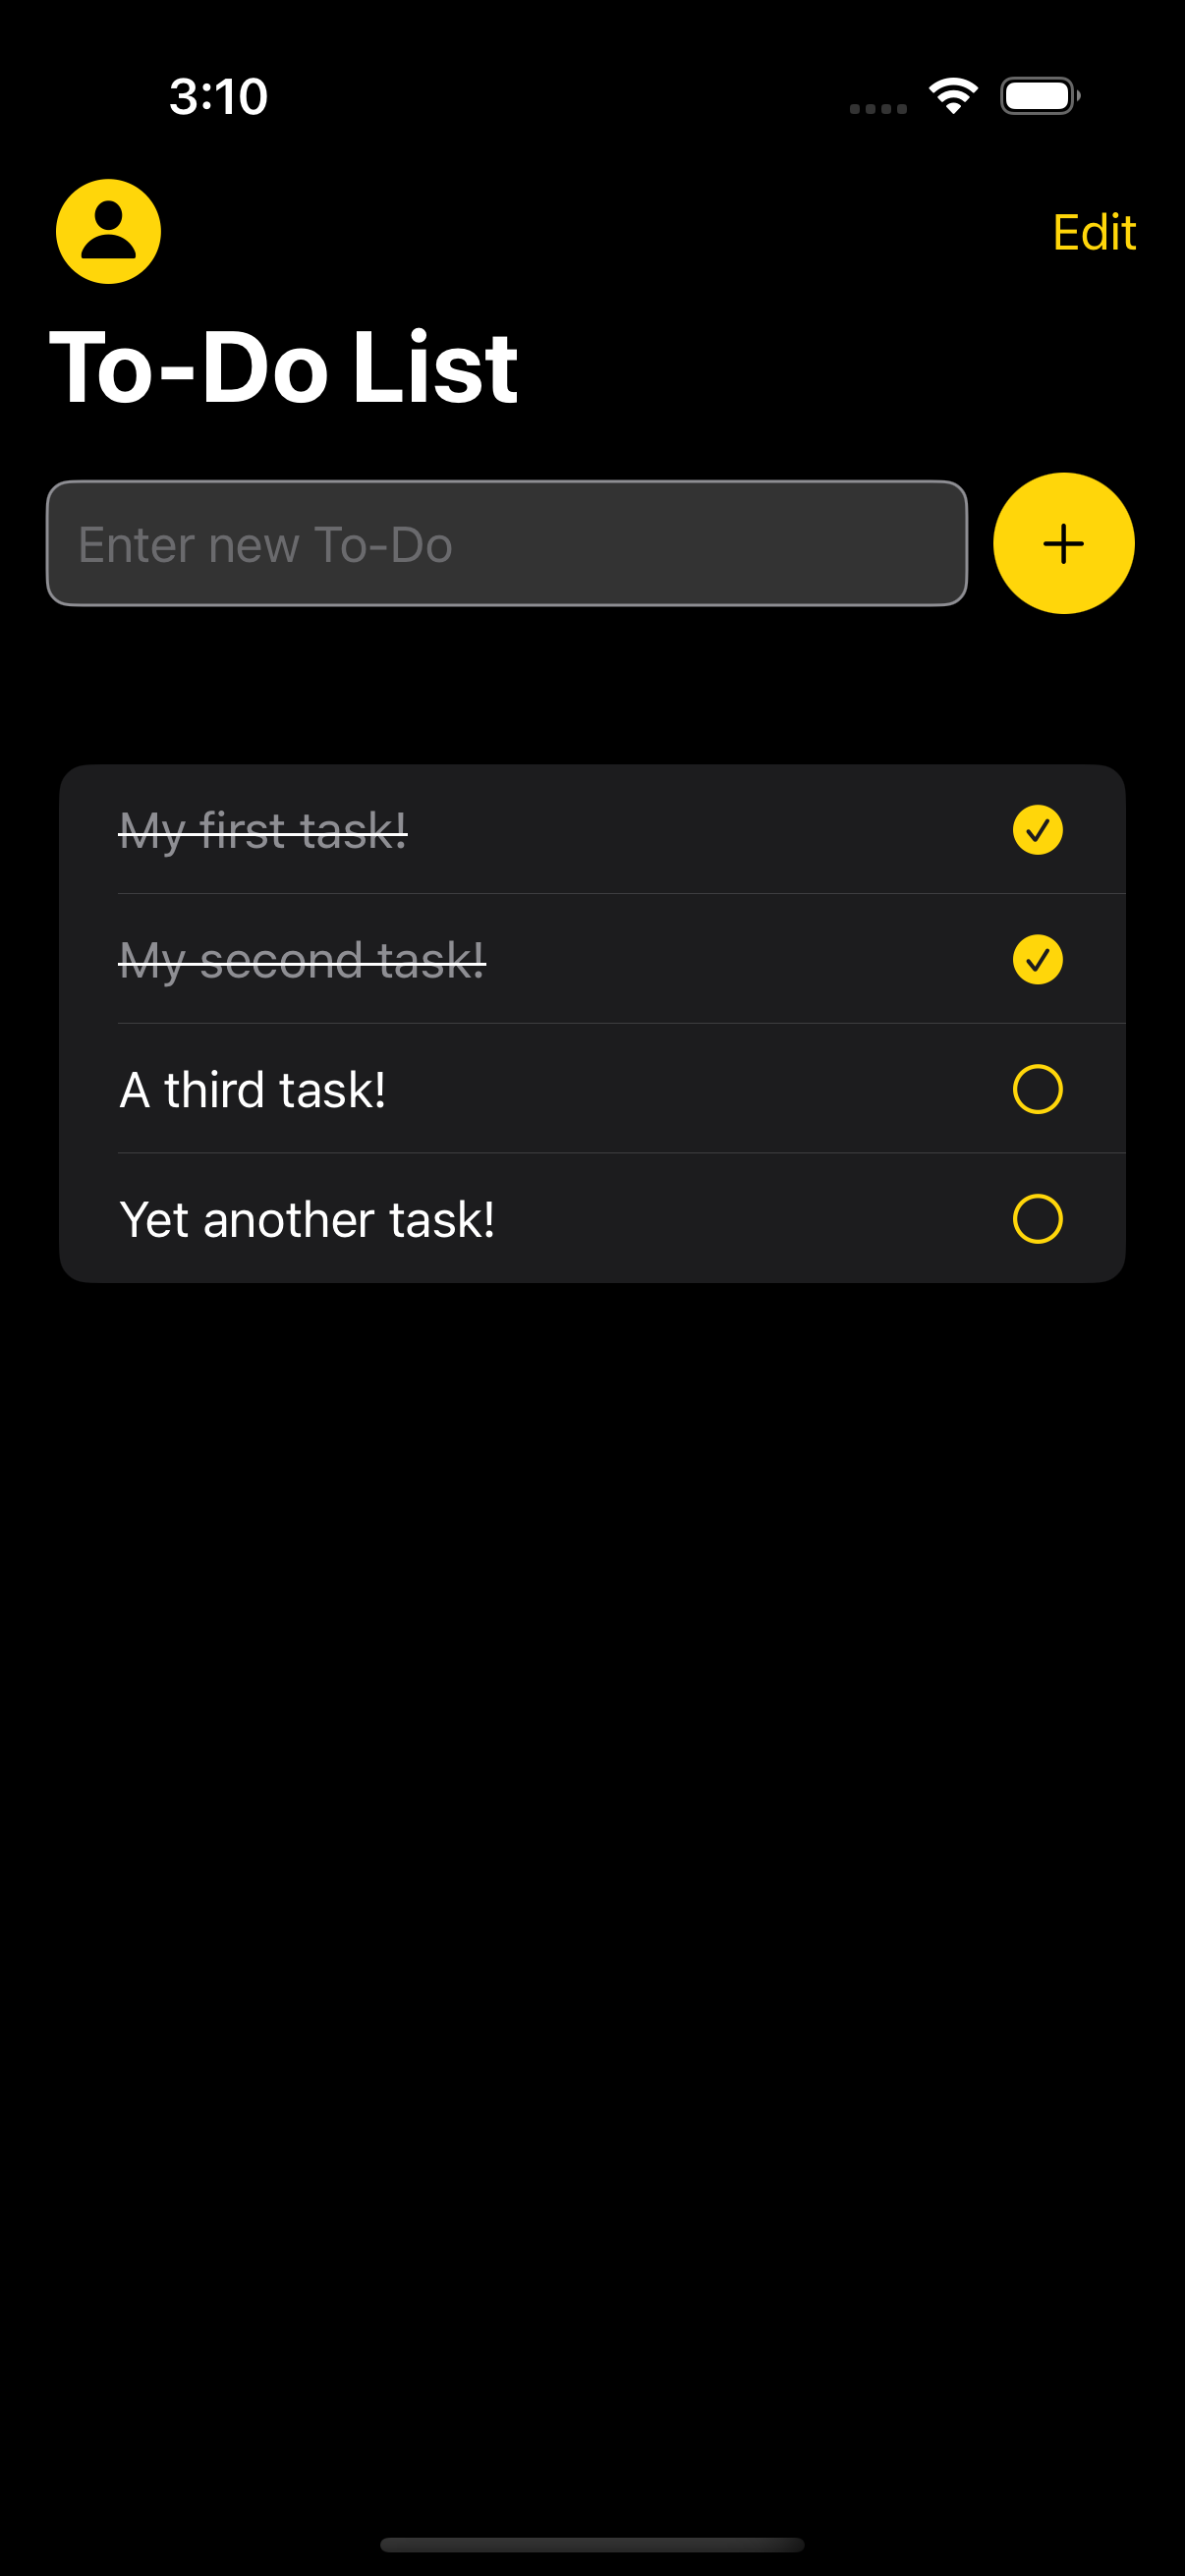 3:10
Edit
To-Do List
Enter new To-Do
My first task!
My second task!
A third task!
Yet another task!